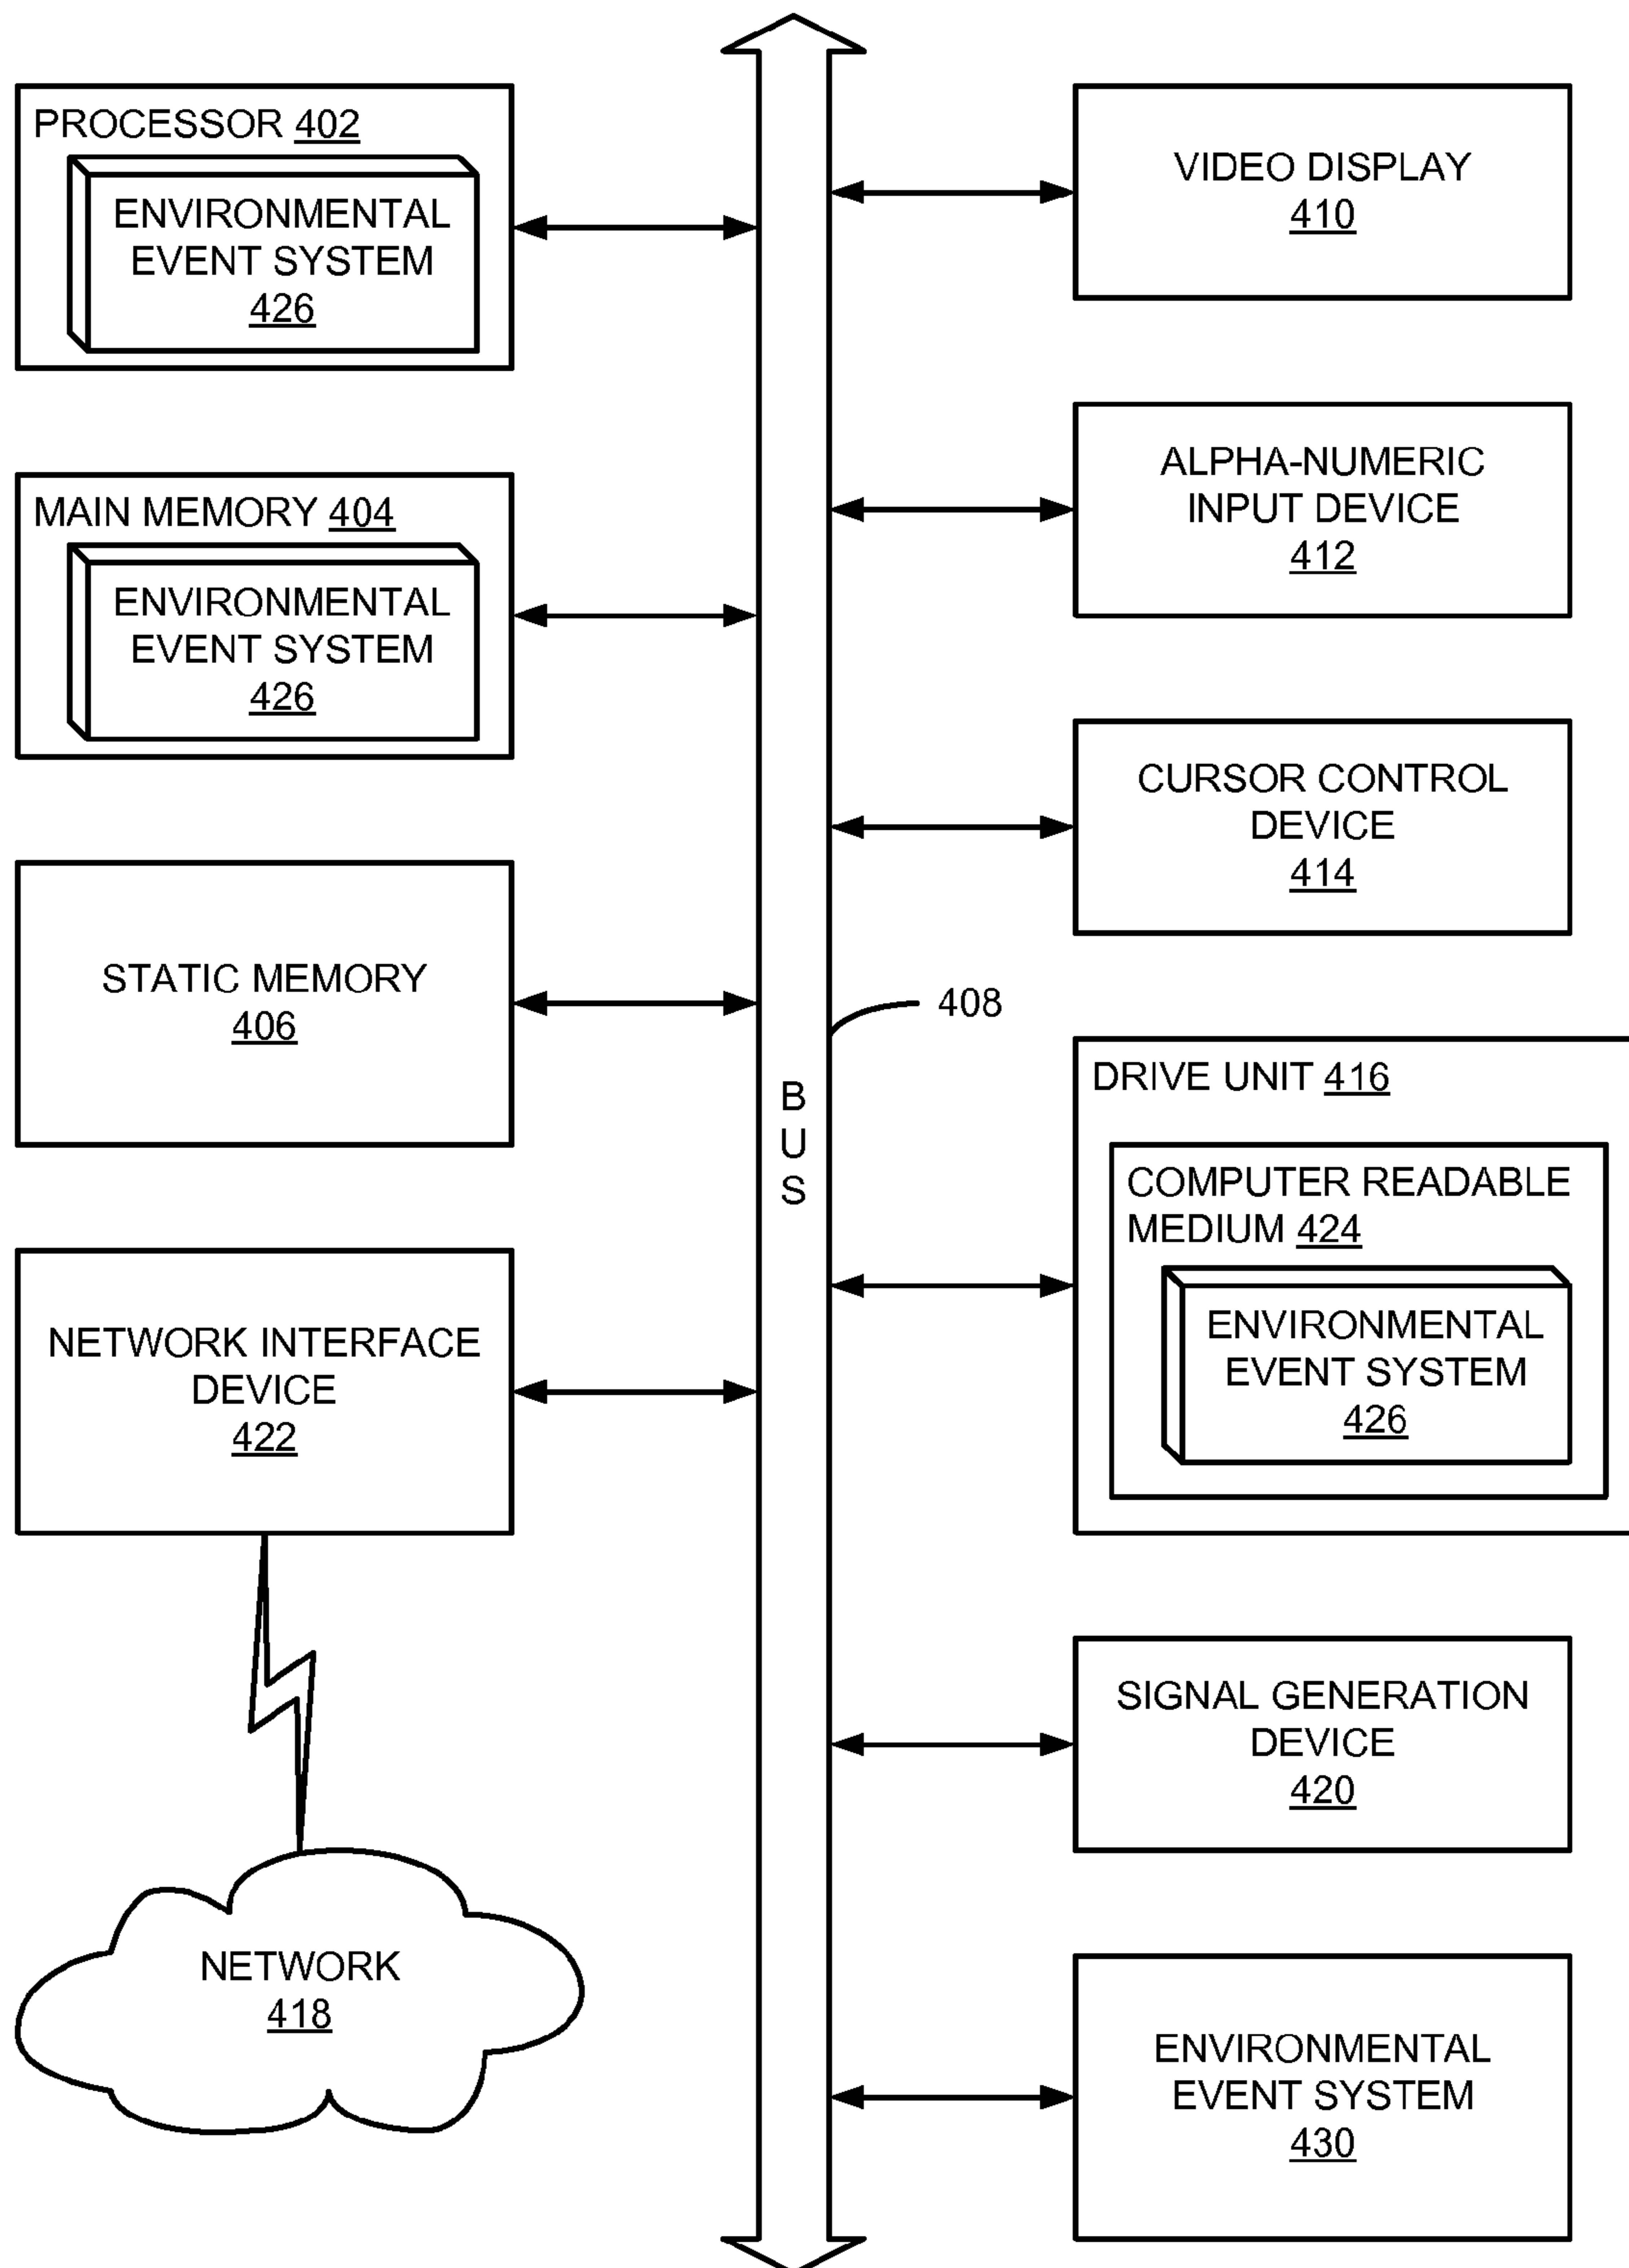 PROCESSOR 402
ENVIRONMENTAL
EVENT SYSTEM
426
MAIN MEMORY 404
ENVIRONMENTAL
EVENT SYSTEM
426
STATIC MEMORY
406
NETWORK INTERFACE
DEVICE
422
NETWORK
418
B
U
S
408
VIDEO DISPLAY
410
ALPHA-NUMERIC
INPUT DEVICE
412
CURSOR CONTROL
DEVICE
414
DRIVE UNIT 416
COMPUTER READABLE
MEDIUM 424
ENVIRONMENTAL
EVENT SYSTEM
426
SIGNAL GENERATION
DEVICE
420
ENVIRONMENTAL
EVENT SYSTEM
430